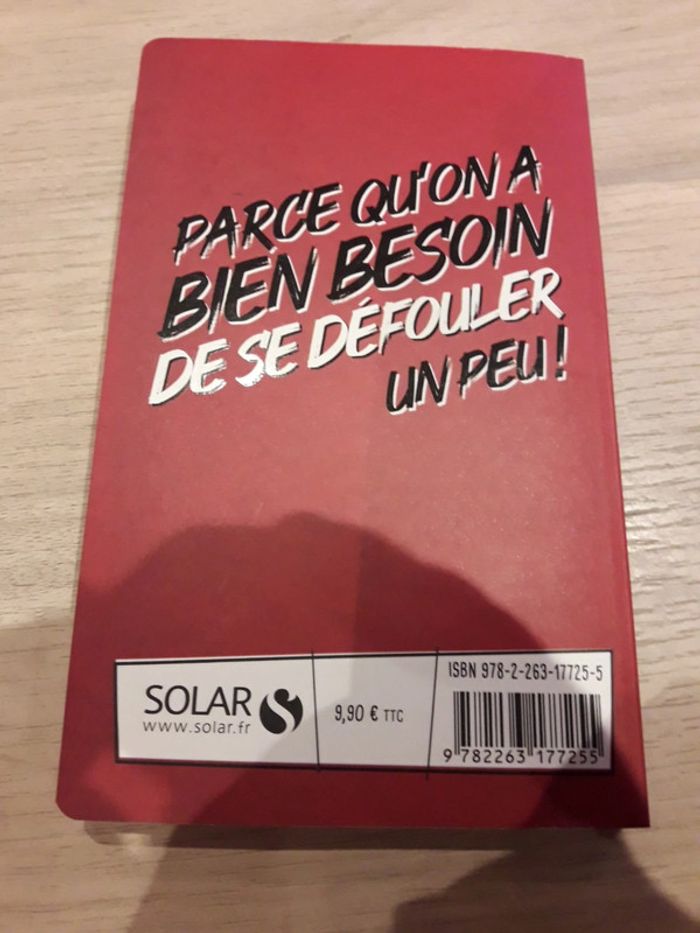 PARCE QU'ON A
BIEN BESOIN
DE SE DÉFOULER
UN PEU !
SOLAR
www.solar.fr
9,90 € TTC
ISBN 978-2-263-17725-5
9 782263 177255